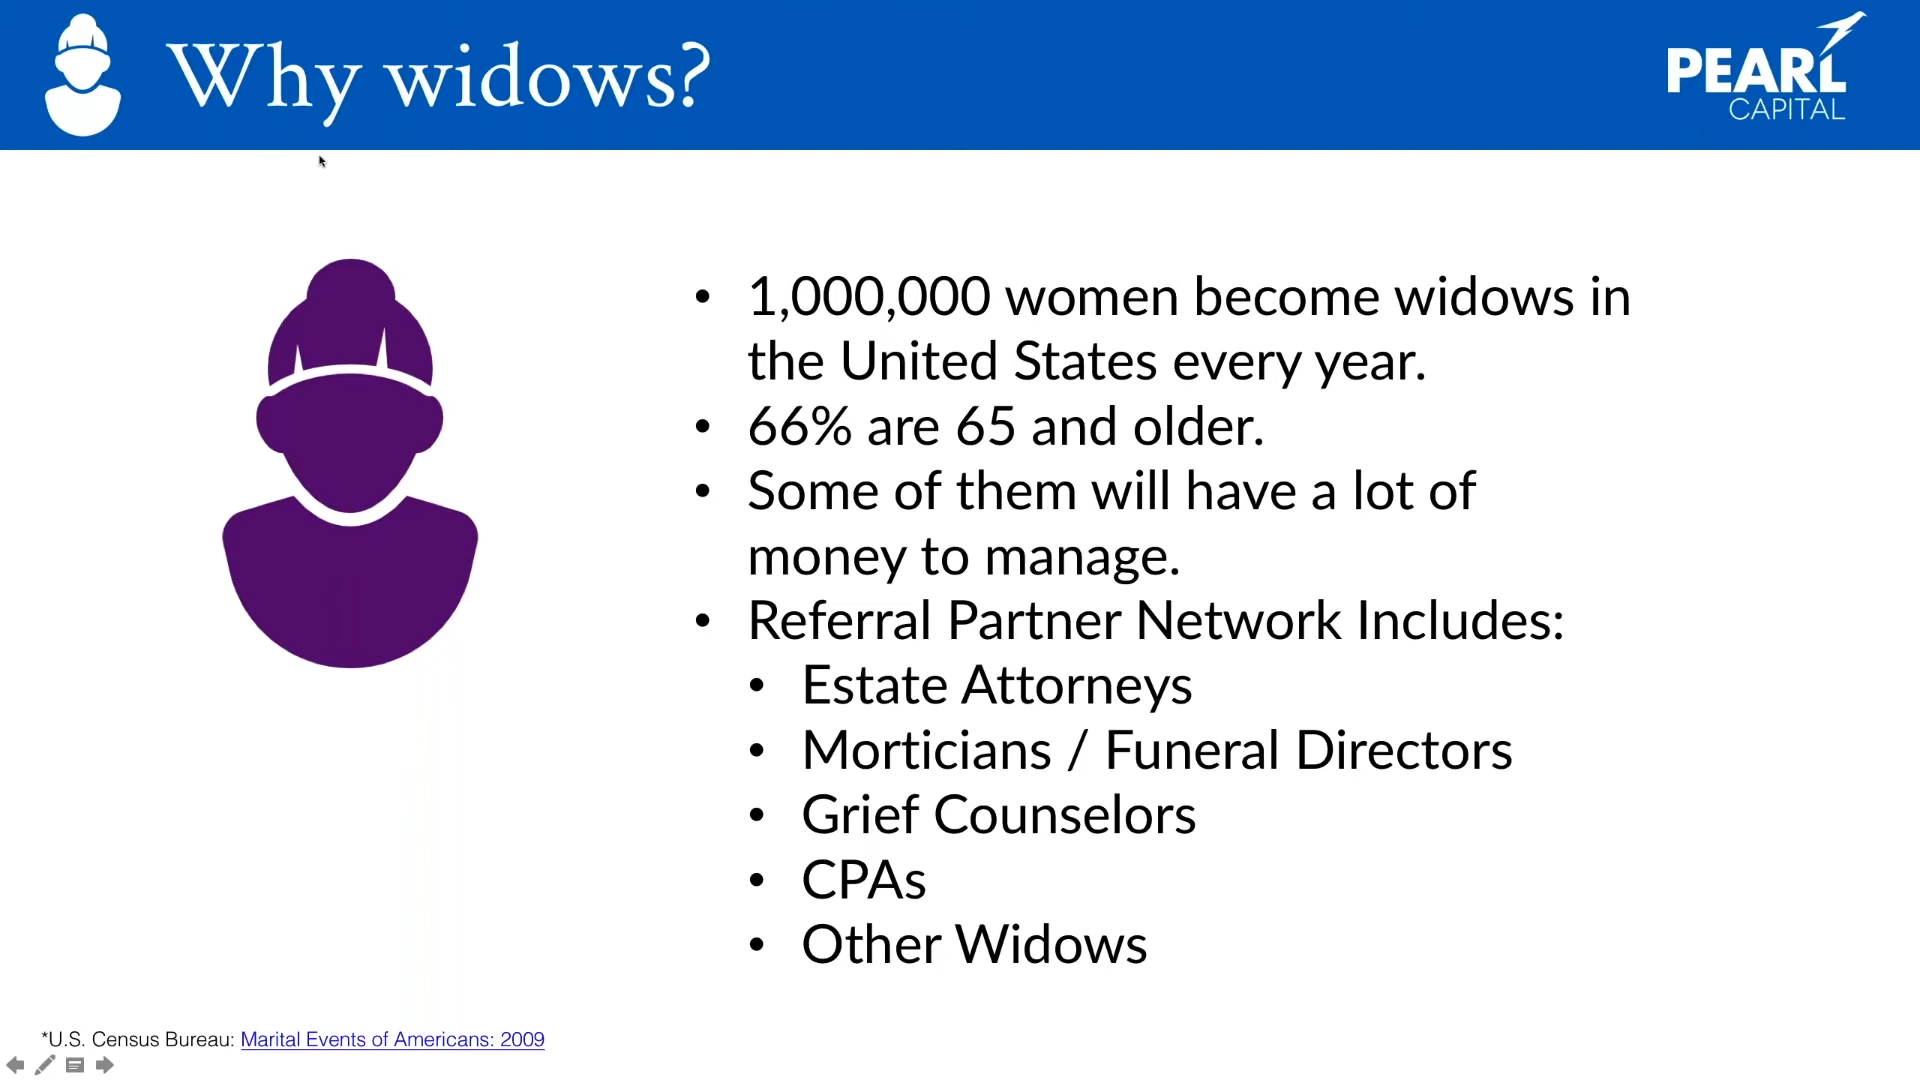 Why widows?
PEARL
CAPITAL
• 1,000,000 women become widows in
the United States every year.
• 66% are 65 and older.
• Some of them will have a lot of
money to manage.
• Referral Partner Network Includes:
• Estate Attorneys
• Morticians / Funeral Directors
• Grief Counselors
• CPAs
• Other Widows
*U.S. Census Bureau: Marital Events of Americans: 2009